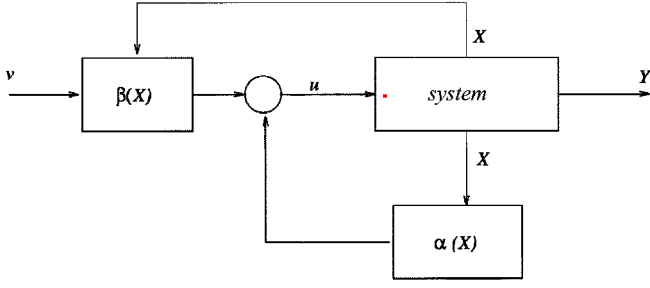 X
v
β(X)
u
system
Y
X
α (X)